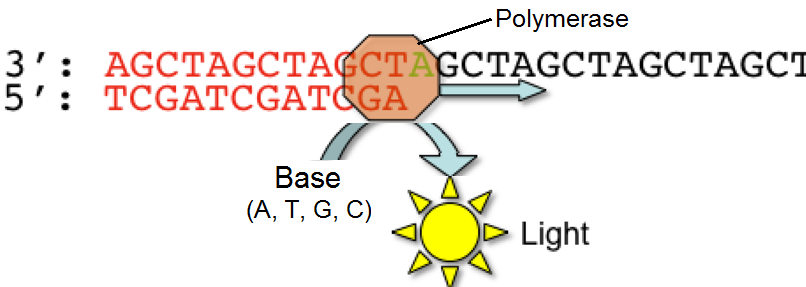 Polymerase
3′: AGCTAGCTAGCTAGCTAGCTAGCTAGCT
5′: TCGATCGATCGA
Base
(A, T, G, C)
Light